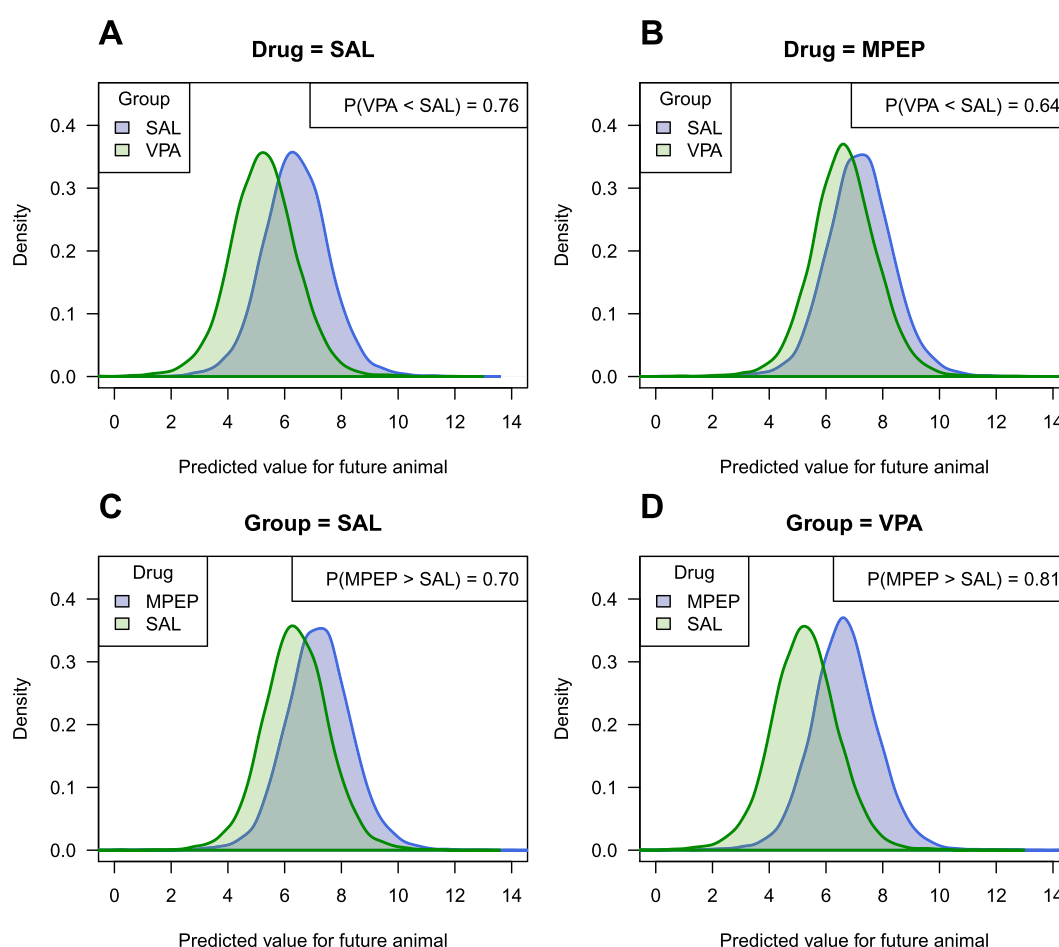 A
Drug = SAL
Group
SAL
VPA
P(VPA < SAL) = 0.76
Density
0.4
0.3
0.2
0.1
0.0
0 2 4 6 8 10 12 14
Predicted value for future animal
B
Drug = MPEP
Group
SAL
VPA
P(VPA < SAL) = 0.64
Density
0.4
0.3
0.2
0.1
0.0
0 2 4 6 8 10 12 14
Predicted value for future animal
C
Group = SAL
Drug
MPEP
SAL
P(MPEP > SAL) = 0.70
Density
0.4
0.3
0.2
0.1
0.0
0 2 4 6 8 10 12 14
Predicted value for future animal
D
Group = VPA
Drug
MPEP
SAL
P(MPEP > SAL) = 0.81
Density
0.4
0.3
0.2
0.1
0.0
0 2 4 6 8 10 12 14
Predicted value for future animal